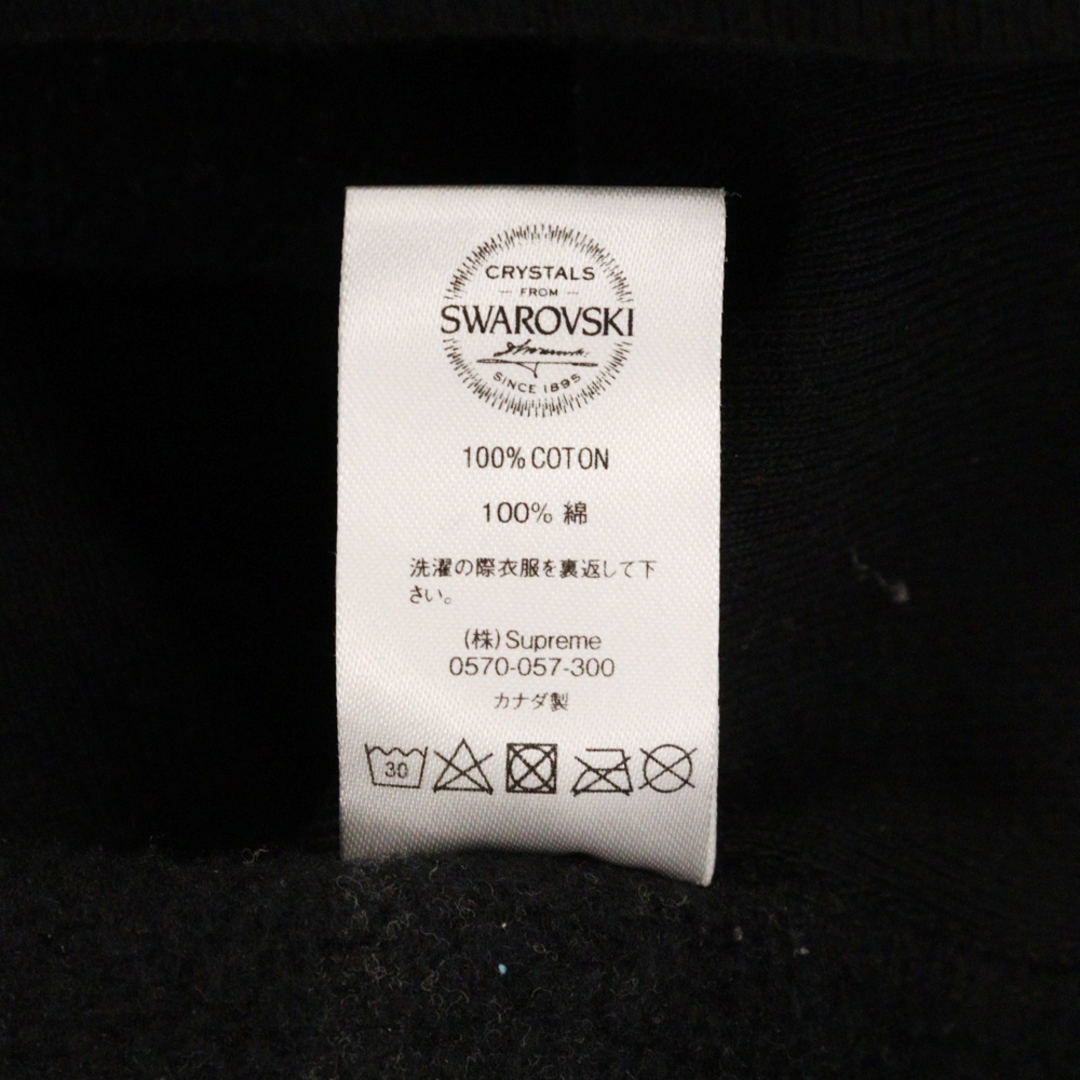 CRYSTALS
FROM
SWAROVSKI
SINCE 1895
100% COTON
100% 綿
洗濯の際衣服を裏返して下
さい。
(株) Supreme
0570-057-300
カナダ製
30